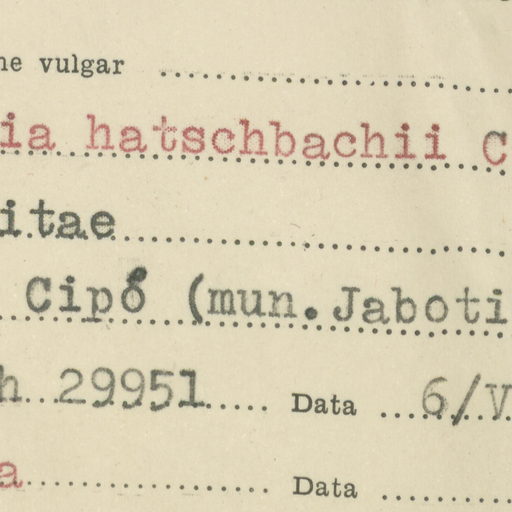 ne vulgar
ia hatschbachii C
itae
Cipó (mun. Jaboti
h 29951 Data 6/V
a Data